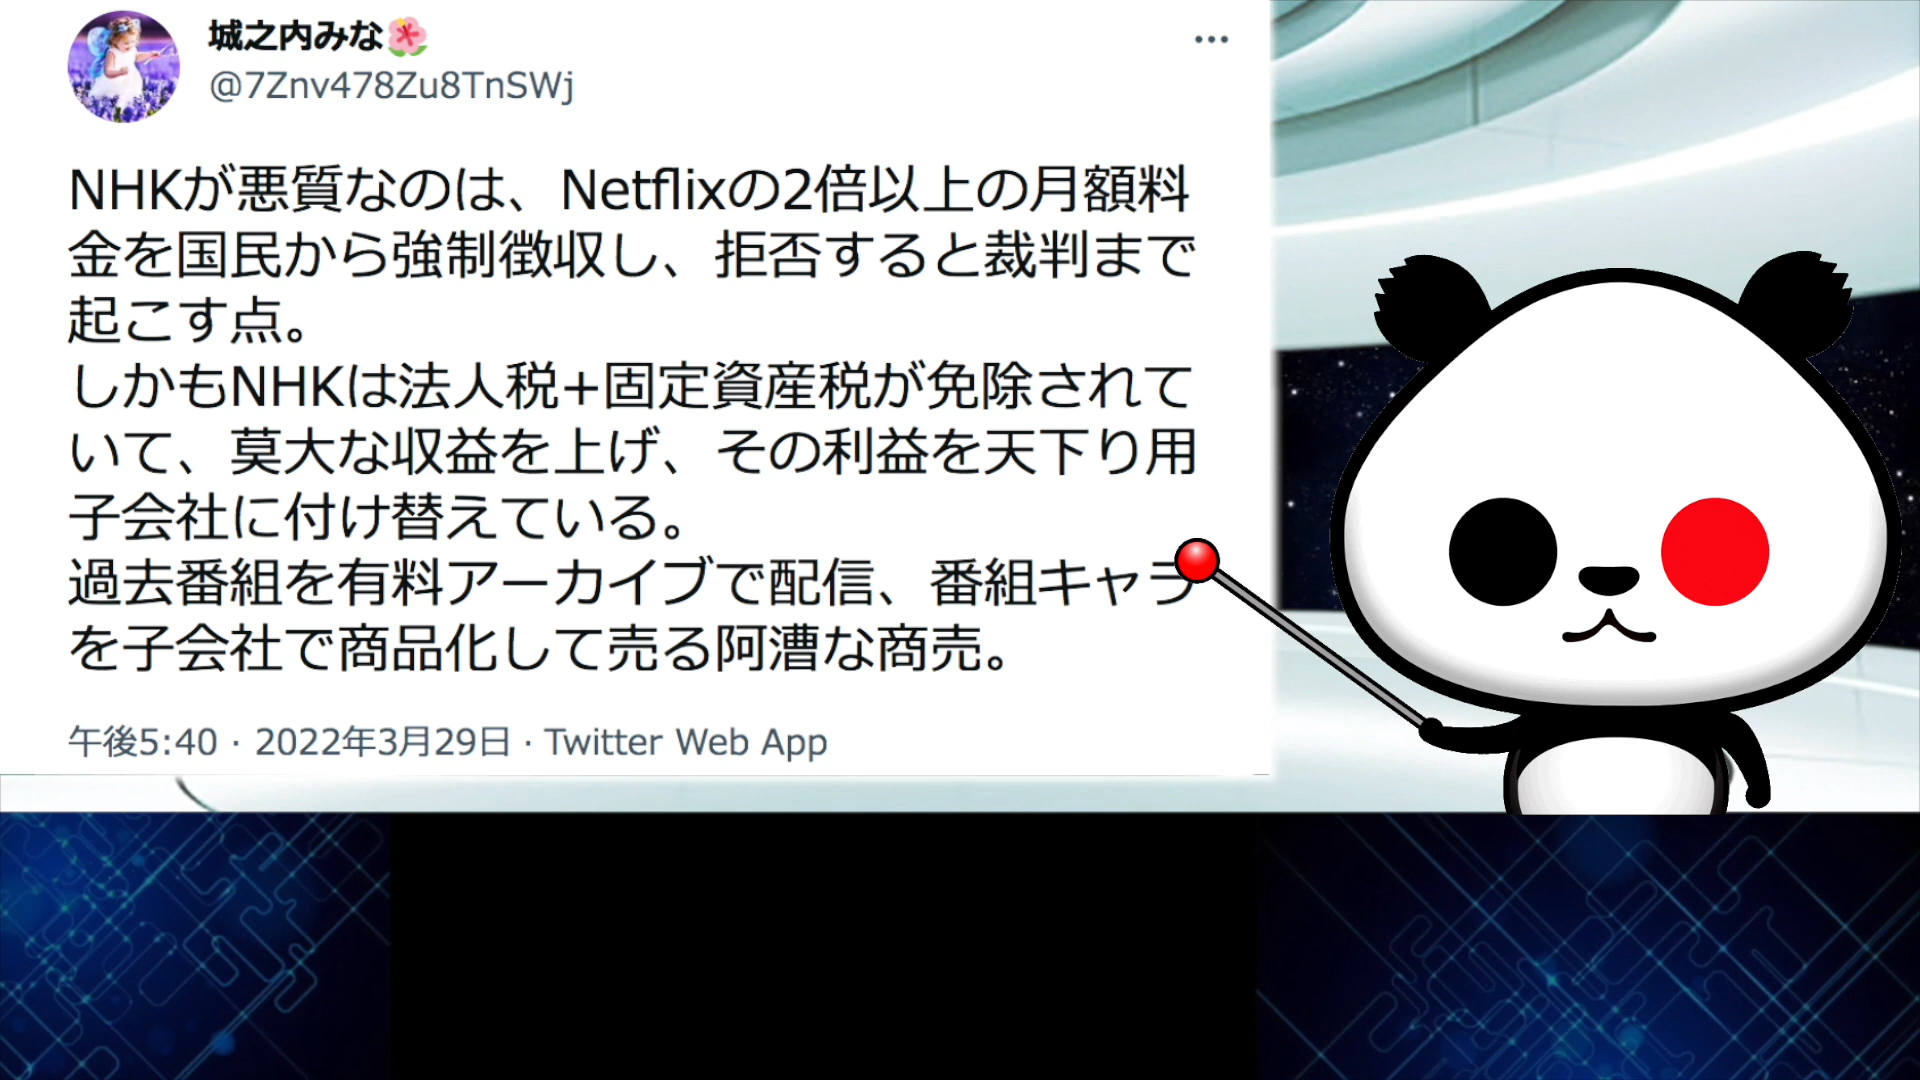 城之内みな🌺
@7Znv478Zu8TnSWj
NHKが悪質なのは、Netflixの2倍以上の月額料
金を国民から強制徴収し、拒否すると裁判まで
起こす点。
しかもNHKは法人税+固定資産税が免除されて
いて、莫大な収益を上げ、その利益を天下り用
子会社に付け替えている。
過去番組を有料アーカイブで配信、番組キャラ
を子会社で商品化して売る阿漕な商売。
午後5:40 · 2022年3月29日 · Twitter Web App